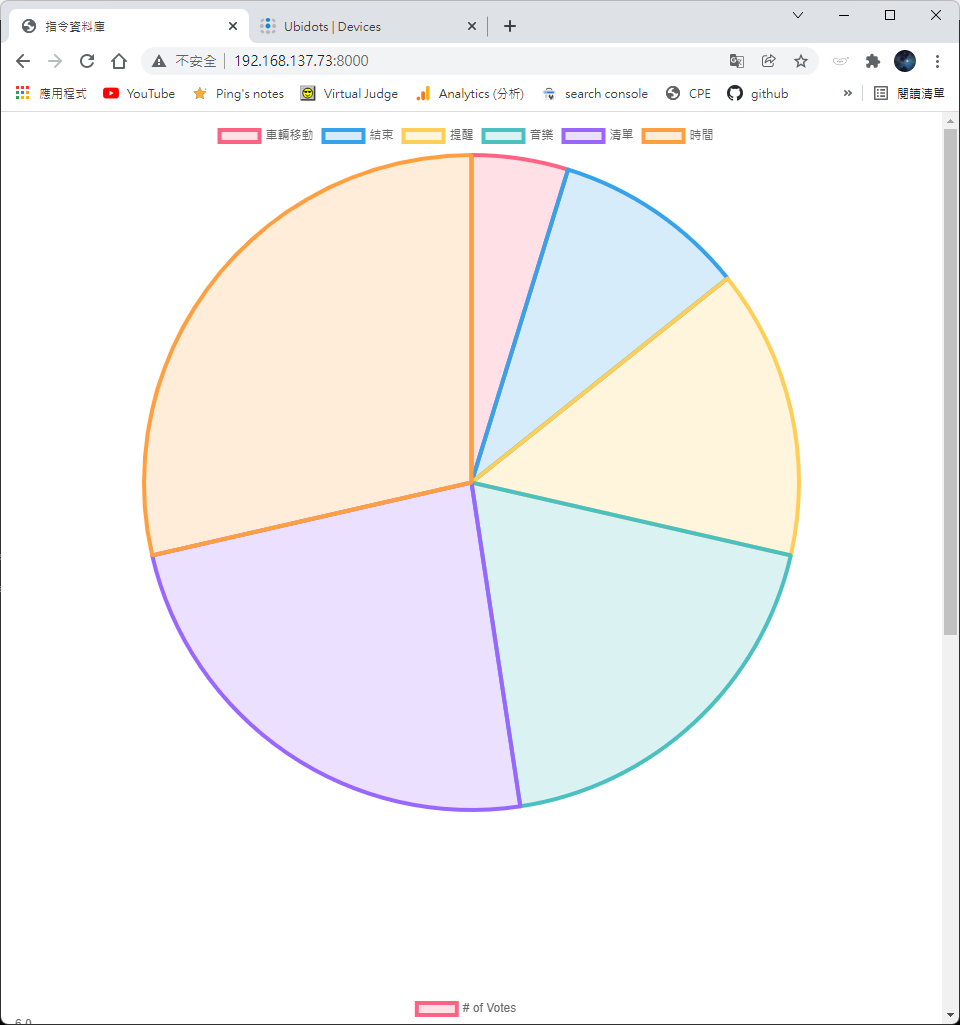 指令資料庫 Ubidots | Devices
不安全 192.168.137.73:8000
應用程式 YouTube Ping's notes Virtual Judge Analytics (分析) search console CPE github » 閱讀清單
車輛移動 結束 提醒 音樂 清單 時間
# of Votes
6.0